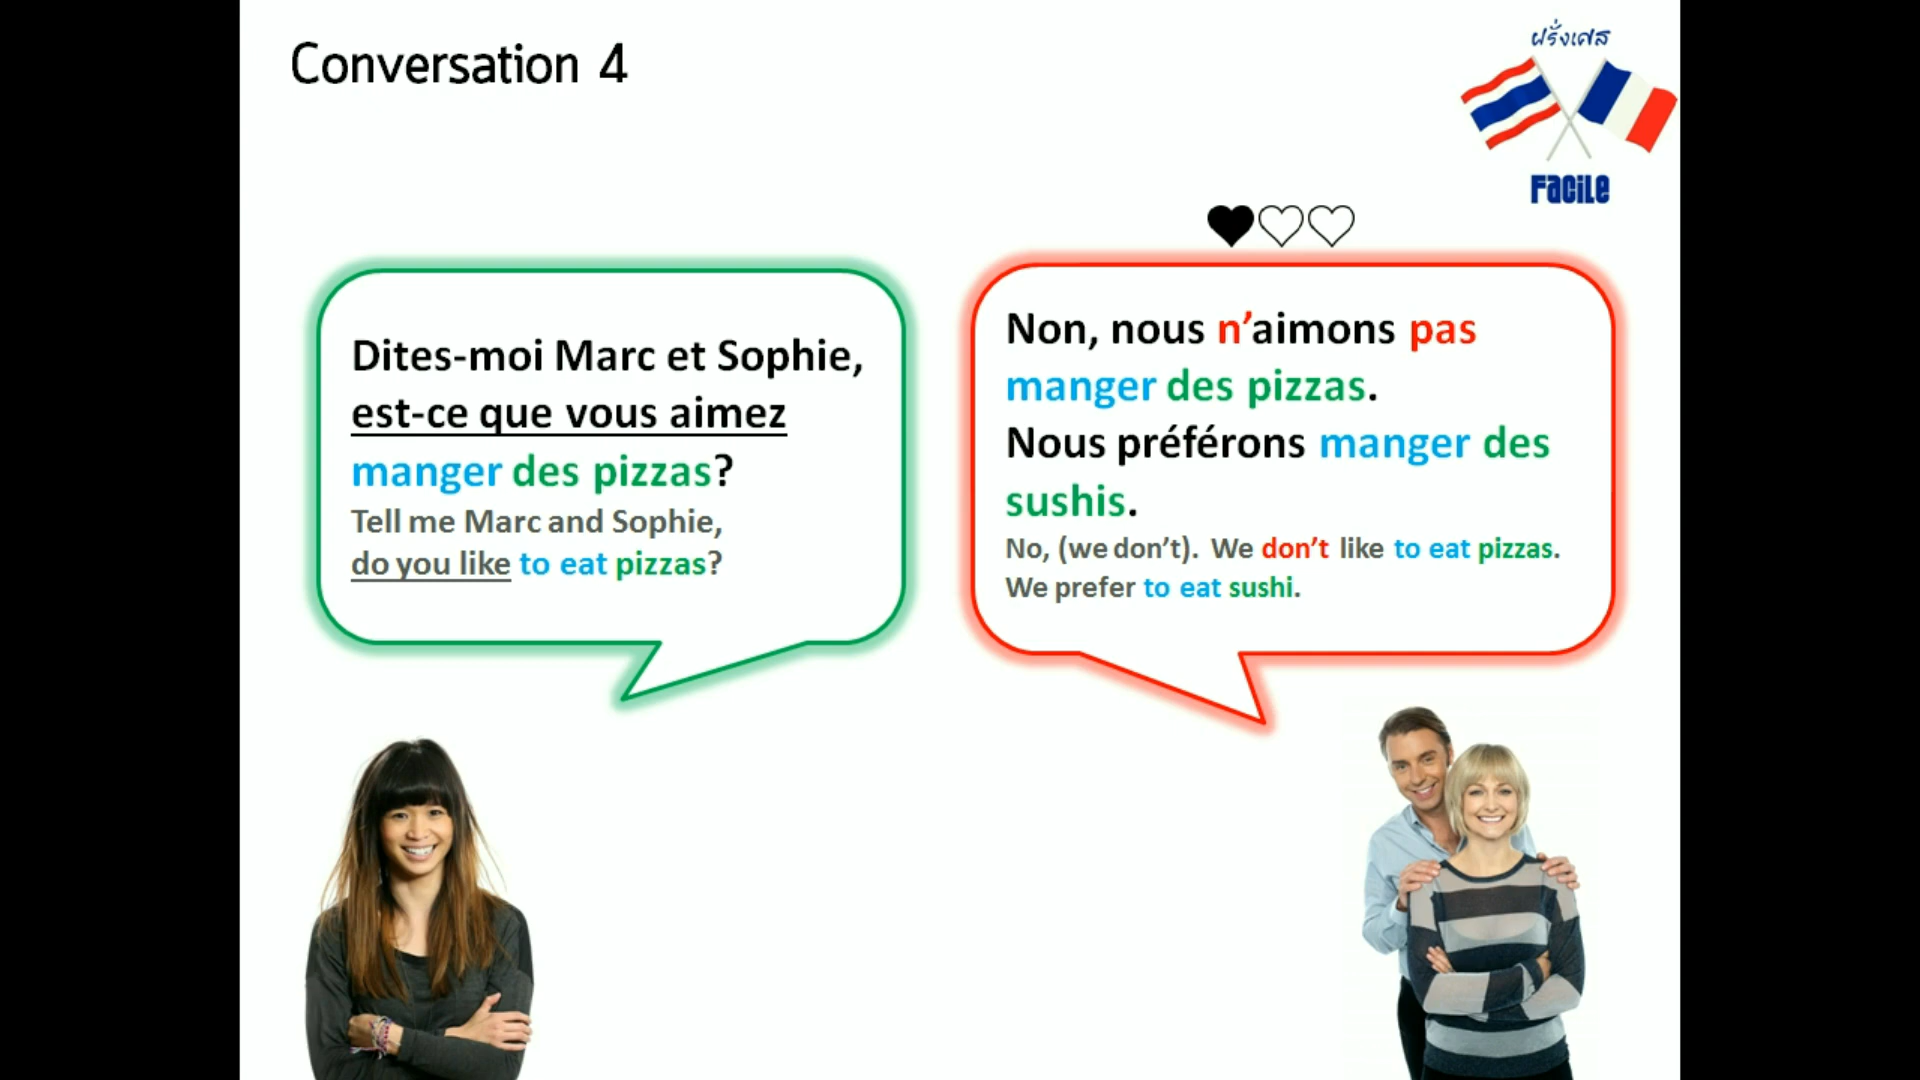 Conversation 4
ฝรั่งเศส
Facile
Dites-moi Marc et Sophie,
est-ce que vous aimez
manger des pizzas?
Tell me Marc and Sophie,
do you like to eat pizzas?
Non, nous n’aimons pas
manger des pizzas.
Nous préférons manger des
sushis.
No, (we don’t). We don’t like to eat pizzas.
We prefer to eat sushi.